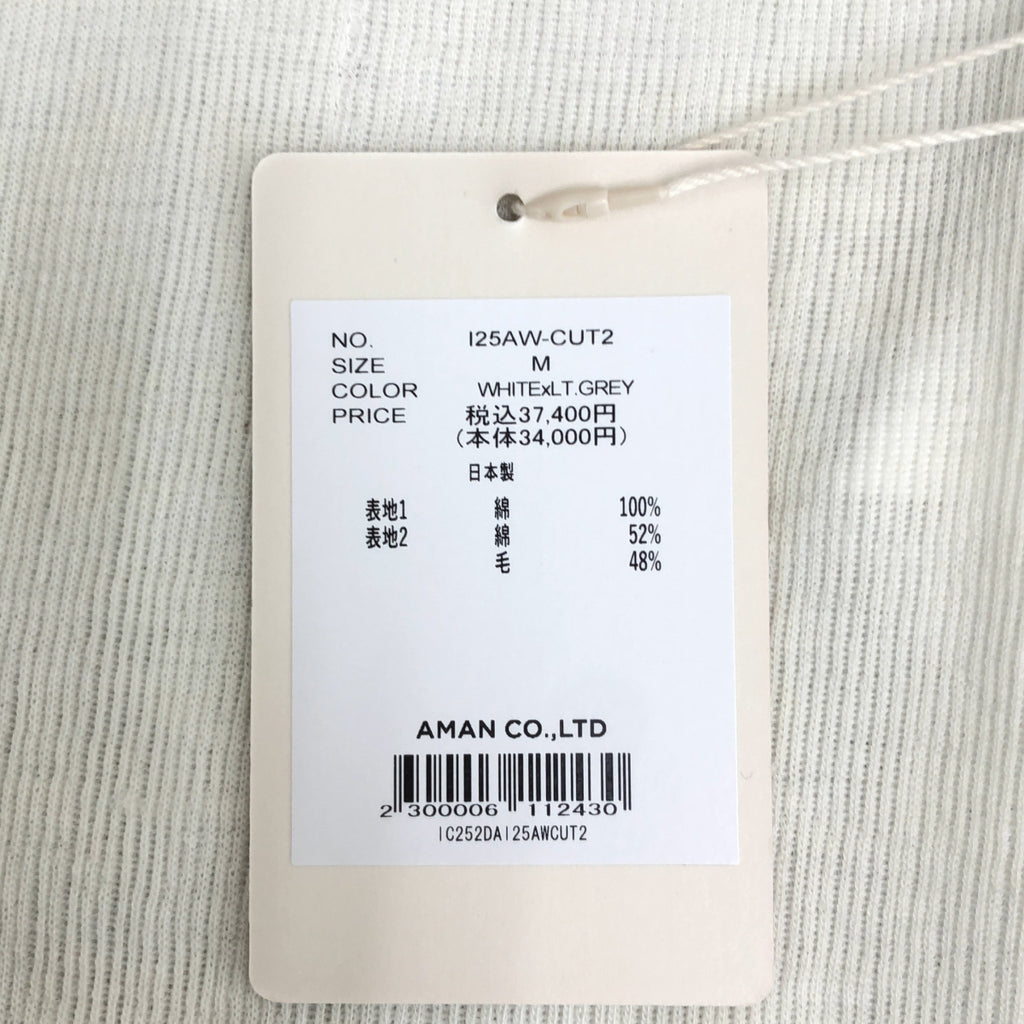 NO. I25AW-CUT2
SIZE M
COLOR WHITExLT.GREY
PRICE 税込37,400円
(本体34,000円)
日本製
表地1 綿 100%
表地2 綿 52%
毛 48%
AMAN CO.,LTD
2 300006 112430
IC252DAI25AWCUT2